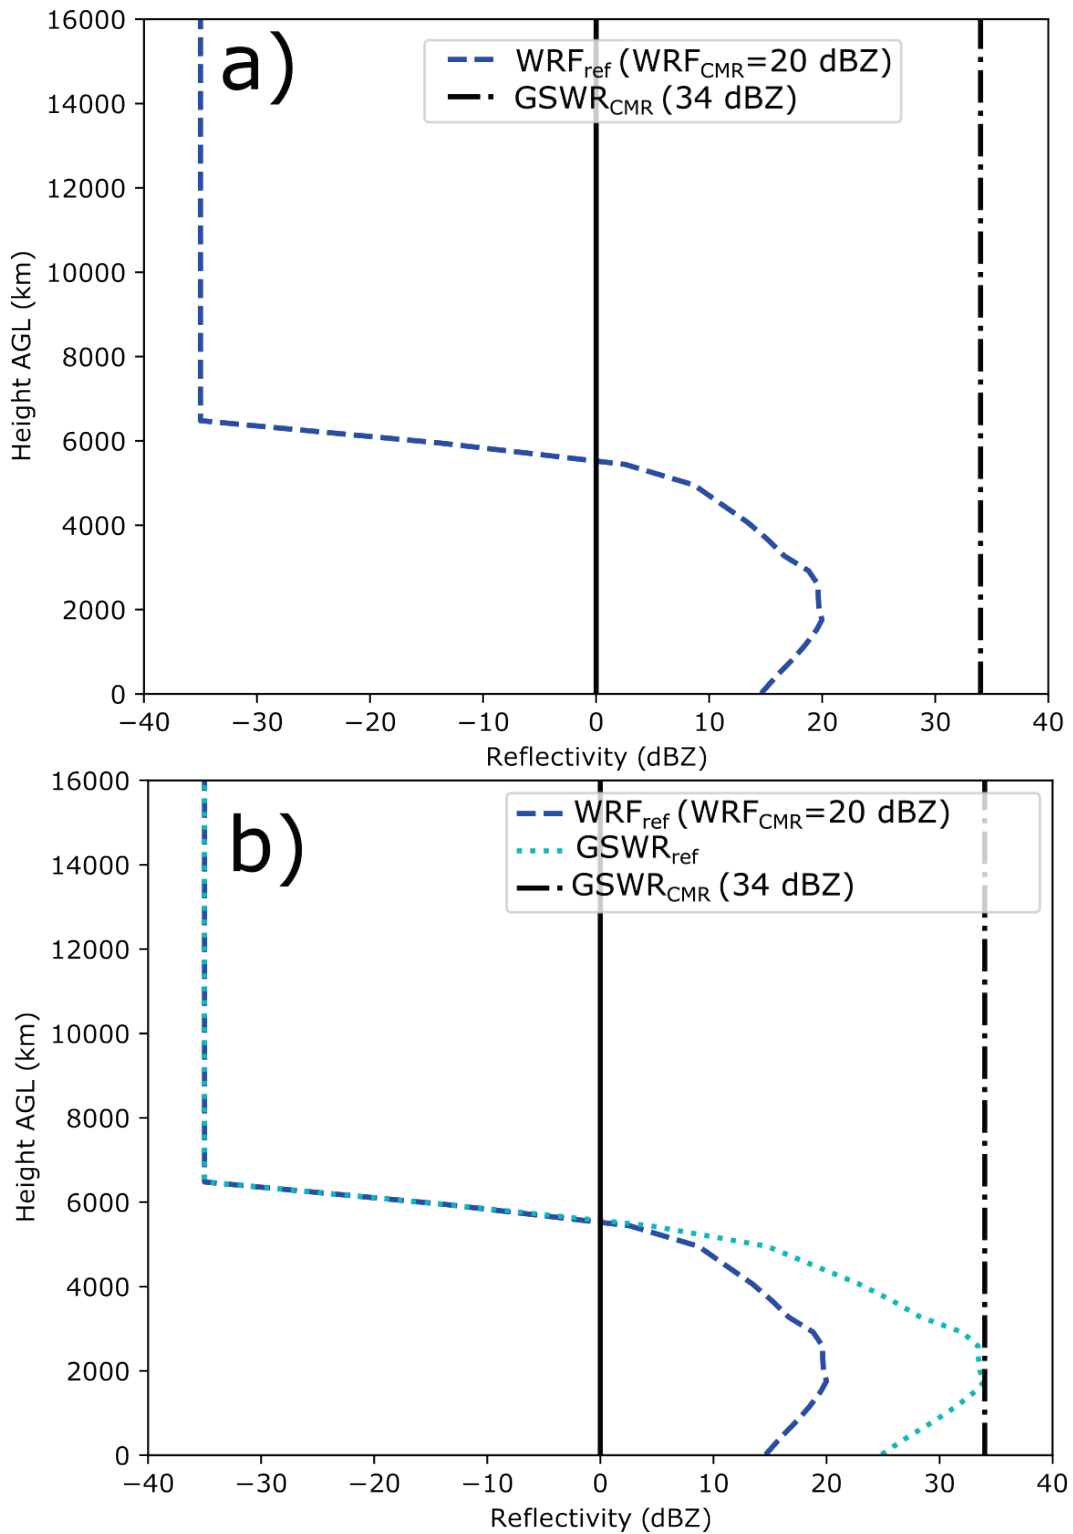 a)
WRFref (WRFCMR=20 dBZ)
GSWRCMR (34 dBZ)
16000
14000
12000
10000
8000
6000
4000
2000
0
Height AGL (km)
−40 −30 −20 −10 0 10 20 30 40
Reflectivity (dBZ)
b)
WRFref (WRFCMR=20 dBZ)
GSWRref
GSWRCMR (34 dBZ)
16000
14000
12000
10000
8000
6000
4000
2000
0
Height AGL (km)
−40 −30 −20 −10 0 10 20 30 40
Reflectivity (dBZ)